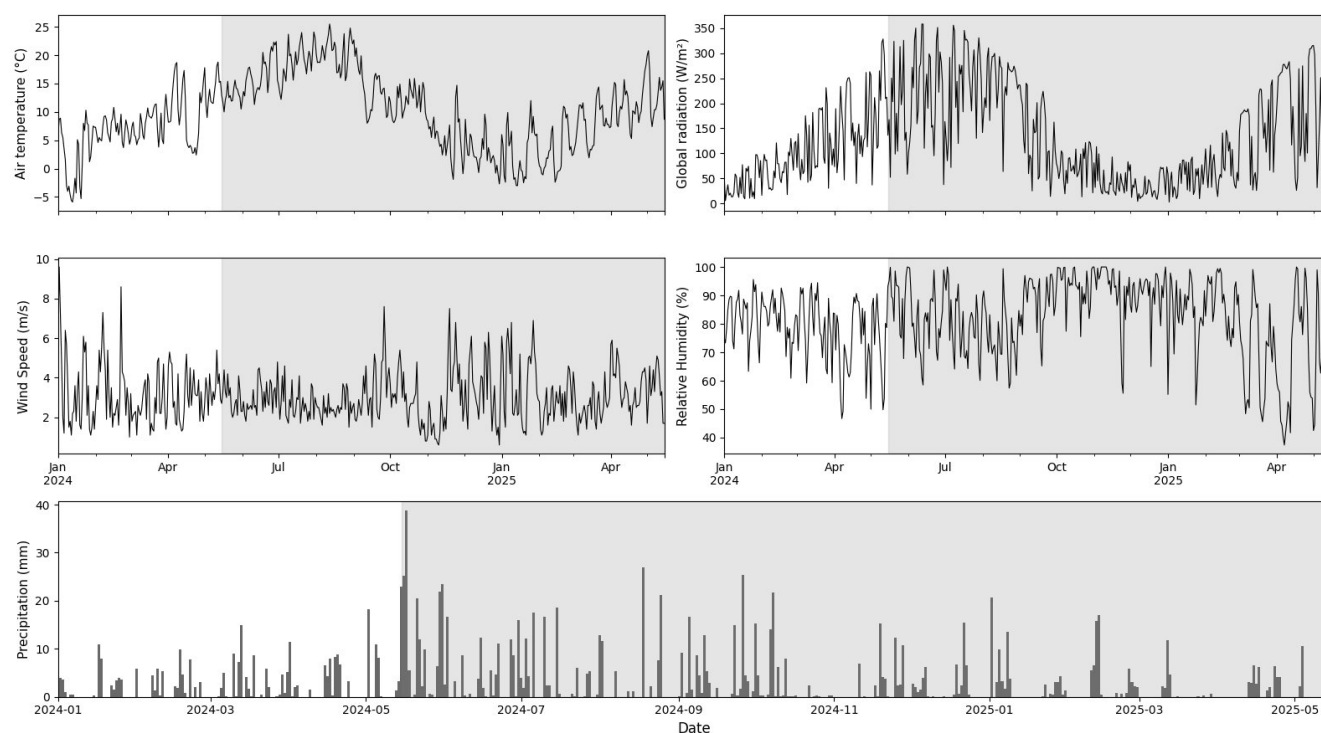 Air temperature (°C)
25
20
15
10
5
0
−5
Global radiation (W/m²)
350
300
250
200
150
100
50
0
Wind Speed (m/s)
10
8
6
4
2
Jan
2024
Apr
Jul
Oct
Jan
2025
Apr
Relative Humidity (%)
100
90
80
70
60
50
40
Jan
2024
Apr
Jul
Oct
Jan
2025
Apr
Precipitation (mm)
40
30
20
10
0
2024-01
2024-03
2024-05
2024-07
2024-09
2024-11
2025-01
2025-03
2025-05
Date